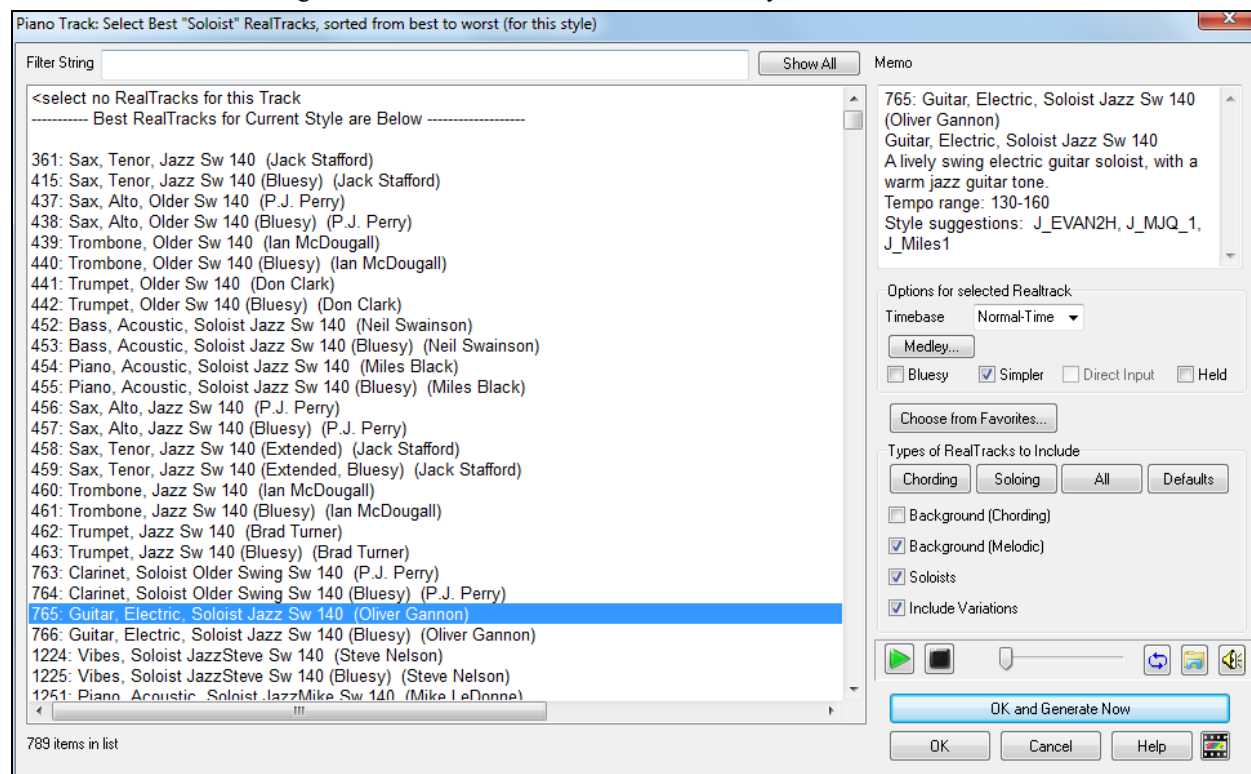 Piano Track: Select Best "Soloist" RealTracks, sorted from best to worst (for this style)
Filter String
Show All
<select no RealTracks for this Track
----------- Best RealTracks for Current Style are Below -------------------
361: Sax, Tenor, Jazz Sw 140  (Jack Stafford)
415: Sax, Tenor, Jazz Sw 140 (Bluesy)  (Jack Stafford)
437: Sax, Alto, Older Sw 140  (P.J. Perry)
438: Sax, Alto, Older Sw 140 (Bluesy)  (P.J. Perry)
439: Trombone, Older Sw 140  (Ian McDougall)
440: Trombone, Older Sw 140 (Bluesy)  (Ian McDougall)
441: Trumpet, Older Sw 140  (Don Clark)
442: Trumpet, Older Sw 140 (Bluesy)  (Don Clark)
452: Bass, Acoustic, Soloist Jazz Sw 140  (Neil Swainson)
453: Bass, Acoustic, Soloist Jazz Sw 140 (Bluesy)  (Neil Swainson)
454: Piano, Acoustic, Soloist Jazz Sw 140  (Miles Black)
455: Piano, Acoustic, Soloist Jazz Sw 140 (Bluesy)  (Miles Black)
456: Sax, Alto, Jazz Sw 140  (P.J. Perry)
457: Sax, Alto, Jazz Sw 140 (Bluesy)  (P.J. Perry)
458: Sax, Tenor, Jazz Sw 140 (Extended)  (Jack Stafford)
459: Sax, Tenor, Jazz Sw 140 (Extended, Bluesy)  (Jack Stafford)
460: Trombone, Jazz Sw 140  (Ian McDougall)
461: Trombone, Jazz Sw 140 (Bluesy)  (Ian McDougall)
462: Trumpet, Jazz Sw 140  (Brad Turner)
463: Trumpet, Jazz Sw 140 (Bluesy)  (Brad Turner)
763: Clarinet, Soloist Older Swing Sw 140  (P.J. Perry)
764: Clarinet, Soloist Older Swing Sw 140 (Bluesy)  (P.J. Perry)
765: Guitar, Electric, Soloist Jazz Sw 140  (Oliver Gannon)
766: Guitar, Electric, Soloist Jazz Sw 140 (Bluesy)  (Oliver Gannon)
1224: Vibes, Soloist JazzSteve Sw 140  (Steve Nelson)
1225: Vibes, Soloist JazzSteve Sw 140 (Bluesy)  (Steve Nelson)
1251: Piano, Acoustic, Soloist JazzMike Sw 140  (Mike LeDonne)
789 items in list
Memo
765: Guitar, Electric, Soloist Jazz Sw 140
(Oliver Gannon)
Guitar, Electric, Soloist Jazz Sw 140
A lively swing electric guitar soloist, with a
warm jazz guitar tone.
Tempo range: 130-160
Style suggestions:  J_EVAN2H, J_MJQ_1,
J_Miles1
Options for selected Realtrack
Timebase Normal-Time
Medley...
Bluesy Simpler Direct Input Held
Choose from Favorites...
Types of RealTracks to Include
Chording Soloing All Defaults
Background (Chording)
Background (Melodic)
Soloists
Include Variations
OK and Generate Now
OK Cancel Help